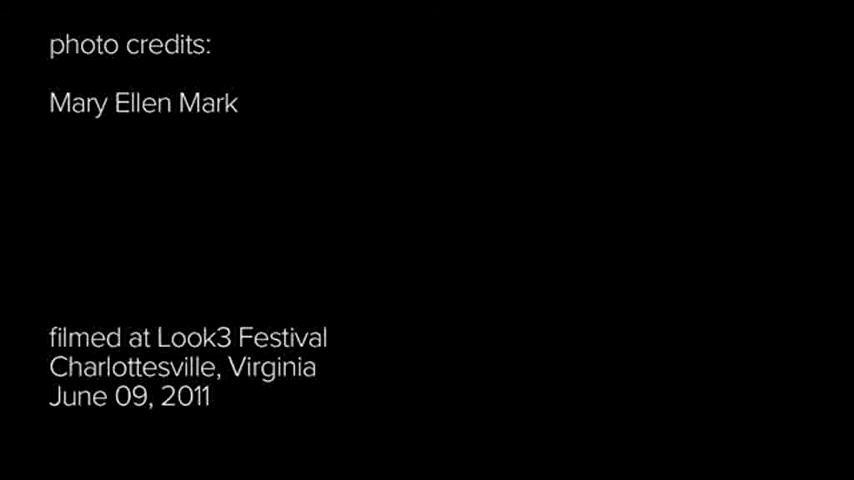 photo credits:
Mary Ellen Mark
filmed at Look3 Festival
Charlottesville, Virginia
June 09, 2011